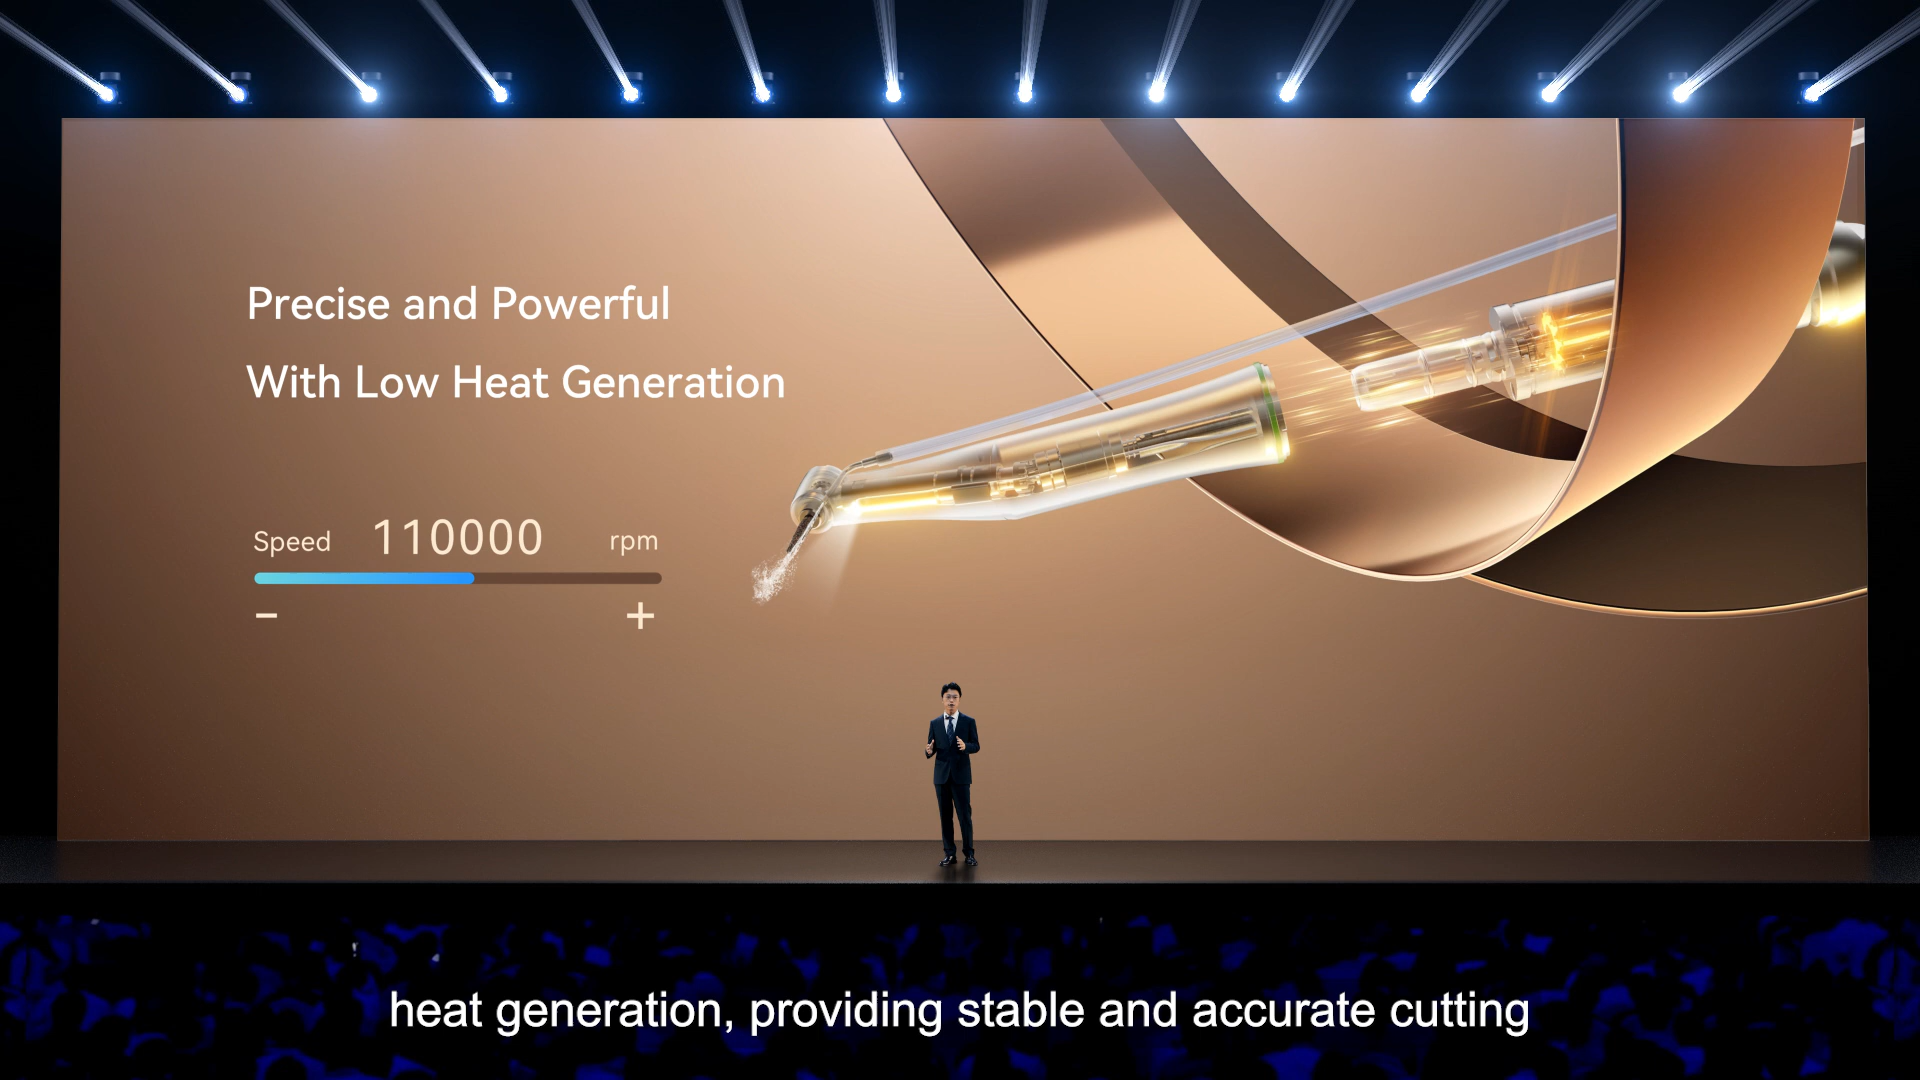 Precise and Powerful
With Low Heat Generation
Speed 110000 rpm
− +
heat generation, providing stable and accurate cutting